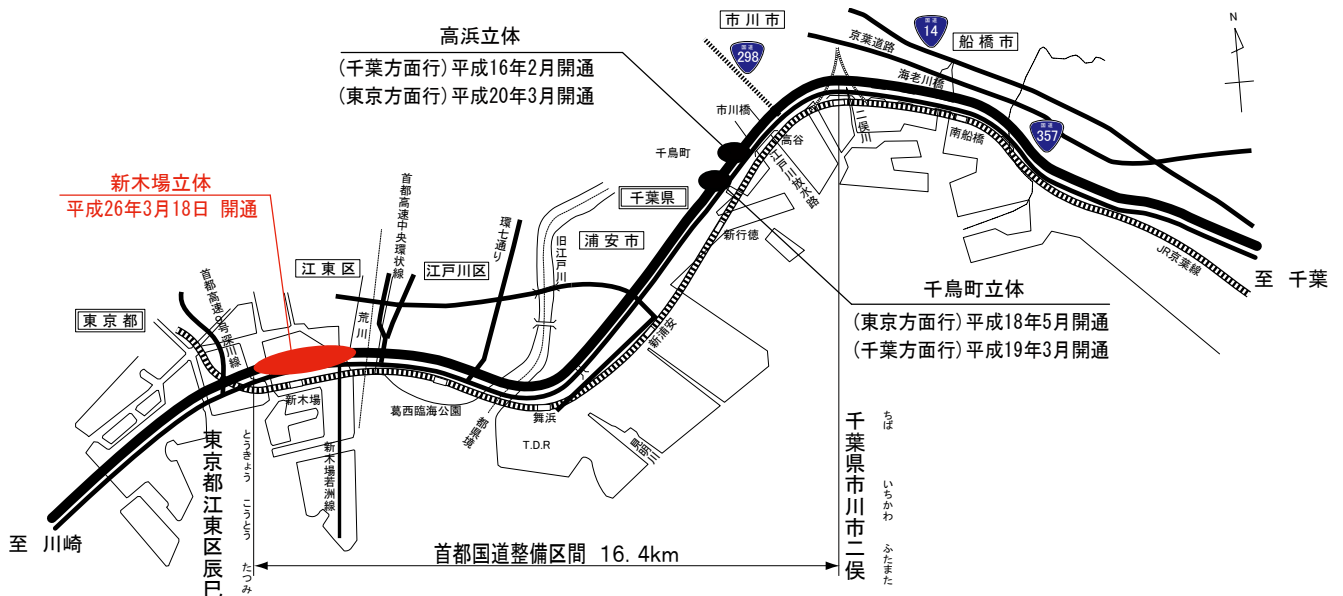 市川市
国道
14
船橋市
N
高浜立体
(千葉方面行)平成16年2月開通
(東京方面行)平成20年3月開通
国道
298
京葉道路
海老川橋
市川橋
国道
357
二俣川
南船橋
高谷
千鳥町
江戸川放水路
新木場立体
平成26年3月18日 開通
首都高速中央環状線
千葉県
環七通り
旧江戸川
浦安市
新行徳
JR京葉線
江東区
江戸川区
至 千葉
首都高速9号深川線
千鳥町立体
(東京方面行)平成18年5月開通
(千葉方面行)平成19年3月開通
東京都
荒川
新浦安
新木場
葛西臨海公園
都県境
舞浜
T.D.R
新木場若洲線
東京都江東区辰巳
とうきょう こうとう たつみ
千葉県市川市二俣
ちば いちかわ ふたまた
至 川崎
首都国道整備区間 16.4km